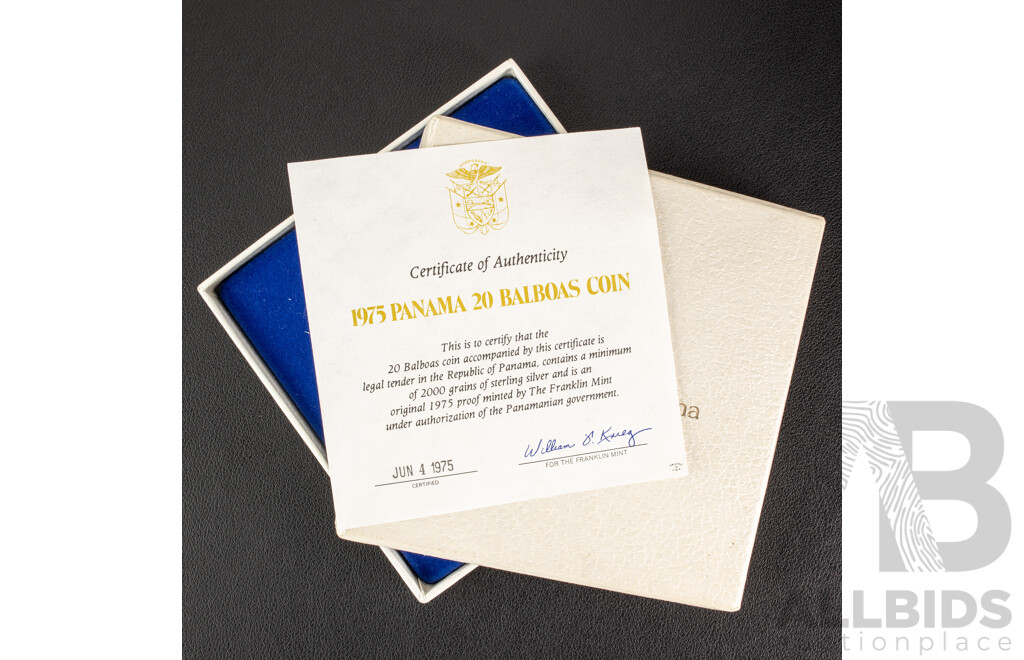 Certificate of Authenticity
1975 PANAMA 20 BALBOAS COIN
This is to certify that the
20 Balboas coin accompanied by this certificate is
legal tender in the Republic of Panama, contains a minimum
of 2000 grains of sterling silver and is an
original 1975 proof minted by The Franklin Mint
under authorization of the Panamanian government.
JUN 4 1975
CERTIFIED
William D. Krieg
FOR THE FRANKLIN MINT
na
B
ALLBIDS
auctionplace